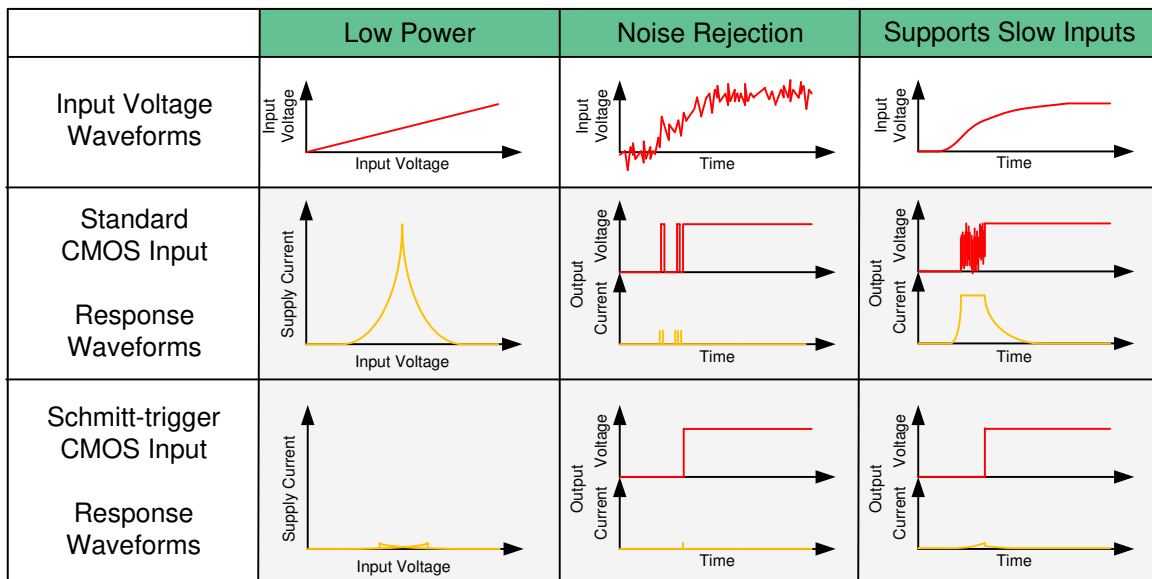 Low Power
Noise Rejection
Supports Slow Inputs
Input Voltage
Waveforms
Input
Voltage
Input Voltage
Input
Voltage
Time
Input
Voltage
Time
Standard
CMOS Input
Response
Waveforms
Supply Current
Input Voltage
Output
Voltage
Current
Time
Output
Voltage
Current
Time
Schmitt-trigger
CMOS Input
Response
Waveforms
Supply Current
Input Voltage
Output
Voltage
Current
Time
Output
Voltage
Current
Time